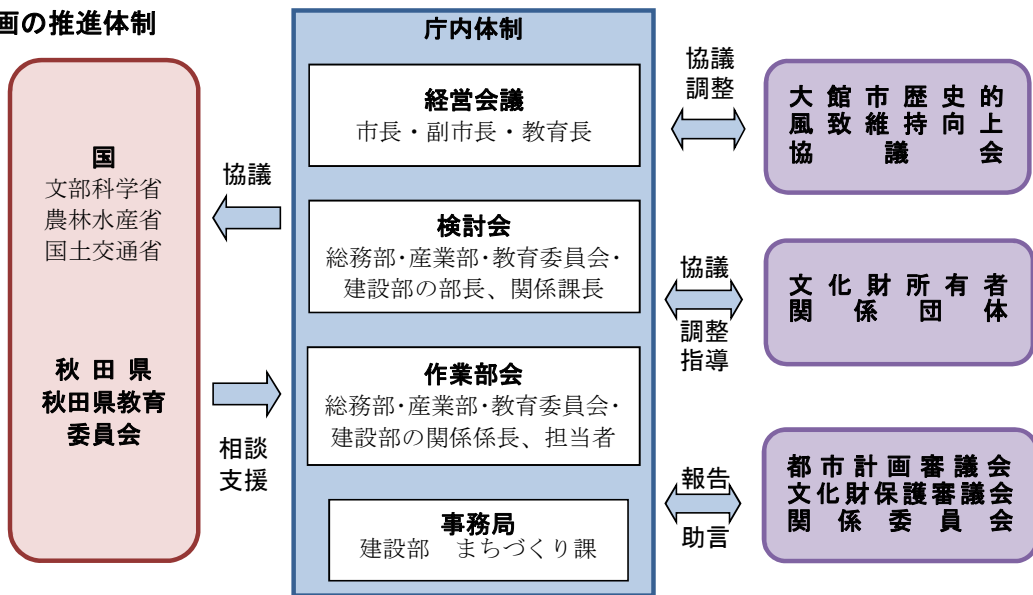 画の推進体制
国
文部科学省
農林水産省
国土交通省
秋田県
秋田県教育
委員会
協議
相談
支援
庁内体制
経営会議
市長・副市長・教育長
検討会
総務部・産業部・教育委員会・
建設部の部長、関係課長
作業部会
総務部・産業部・教育委員会・
建設部の関係係長、担当者
事務局
建設部　まちづくり課
協議
調整
協議
調整
指導
報告
助言
大館市歴史的
風致維持向上
協議会
文化財所有者
関係団体
都市計画審議会
文化財保護審議会
関係委員会